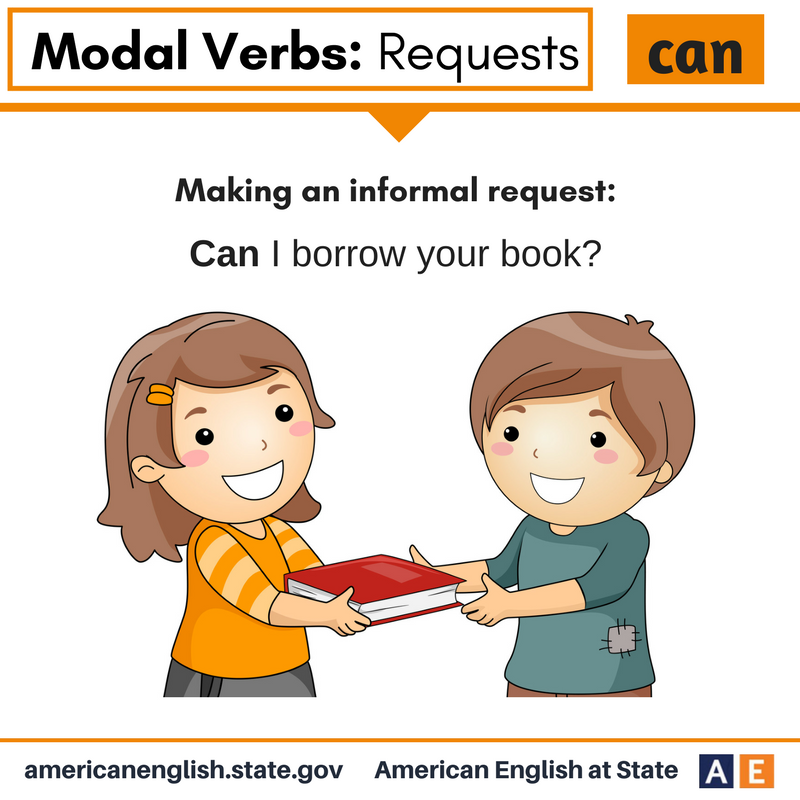 Modal Verbs: Requests
can
Making an informal request:
Can I borrow your book?
americanenglish.state.gov
American English at State
A E